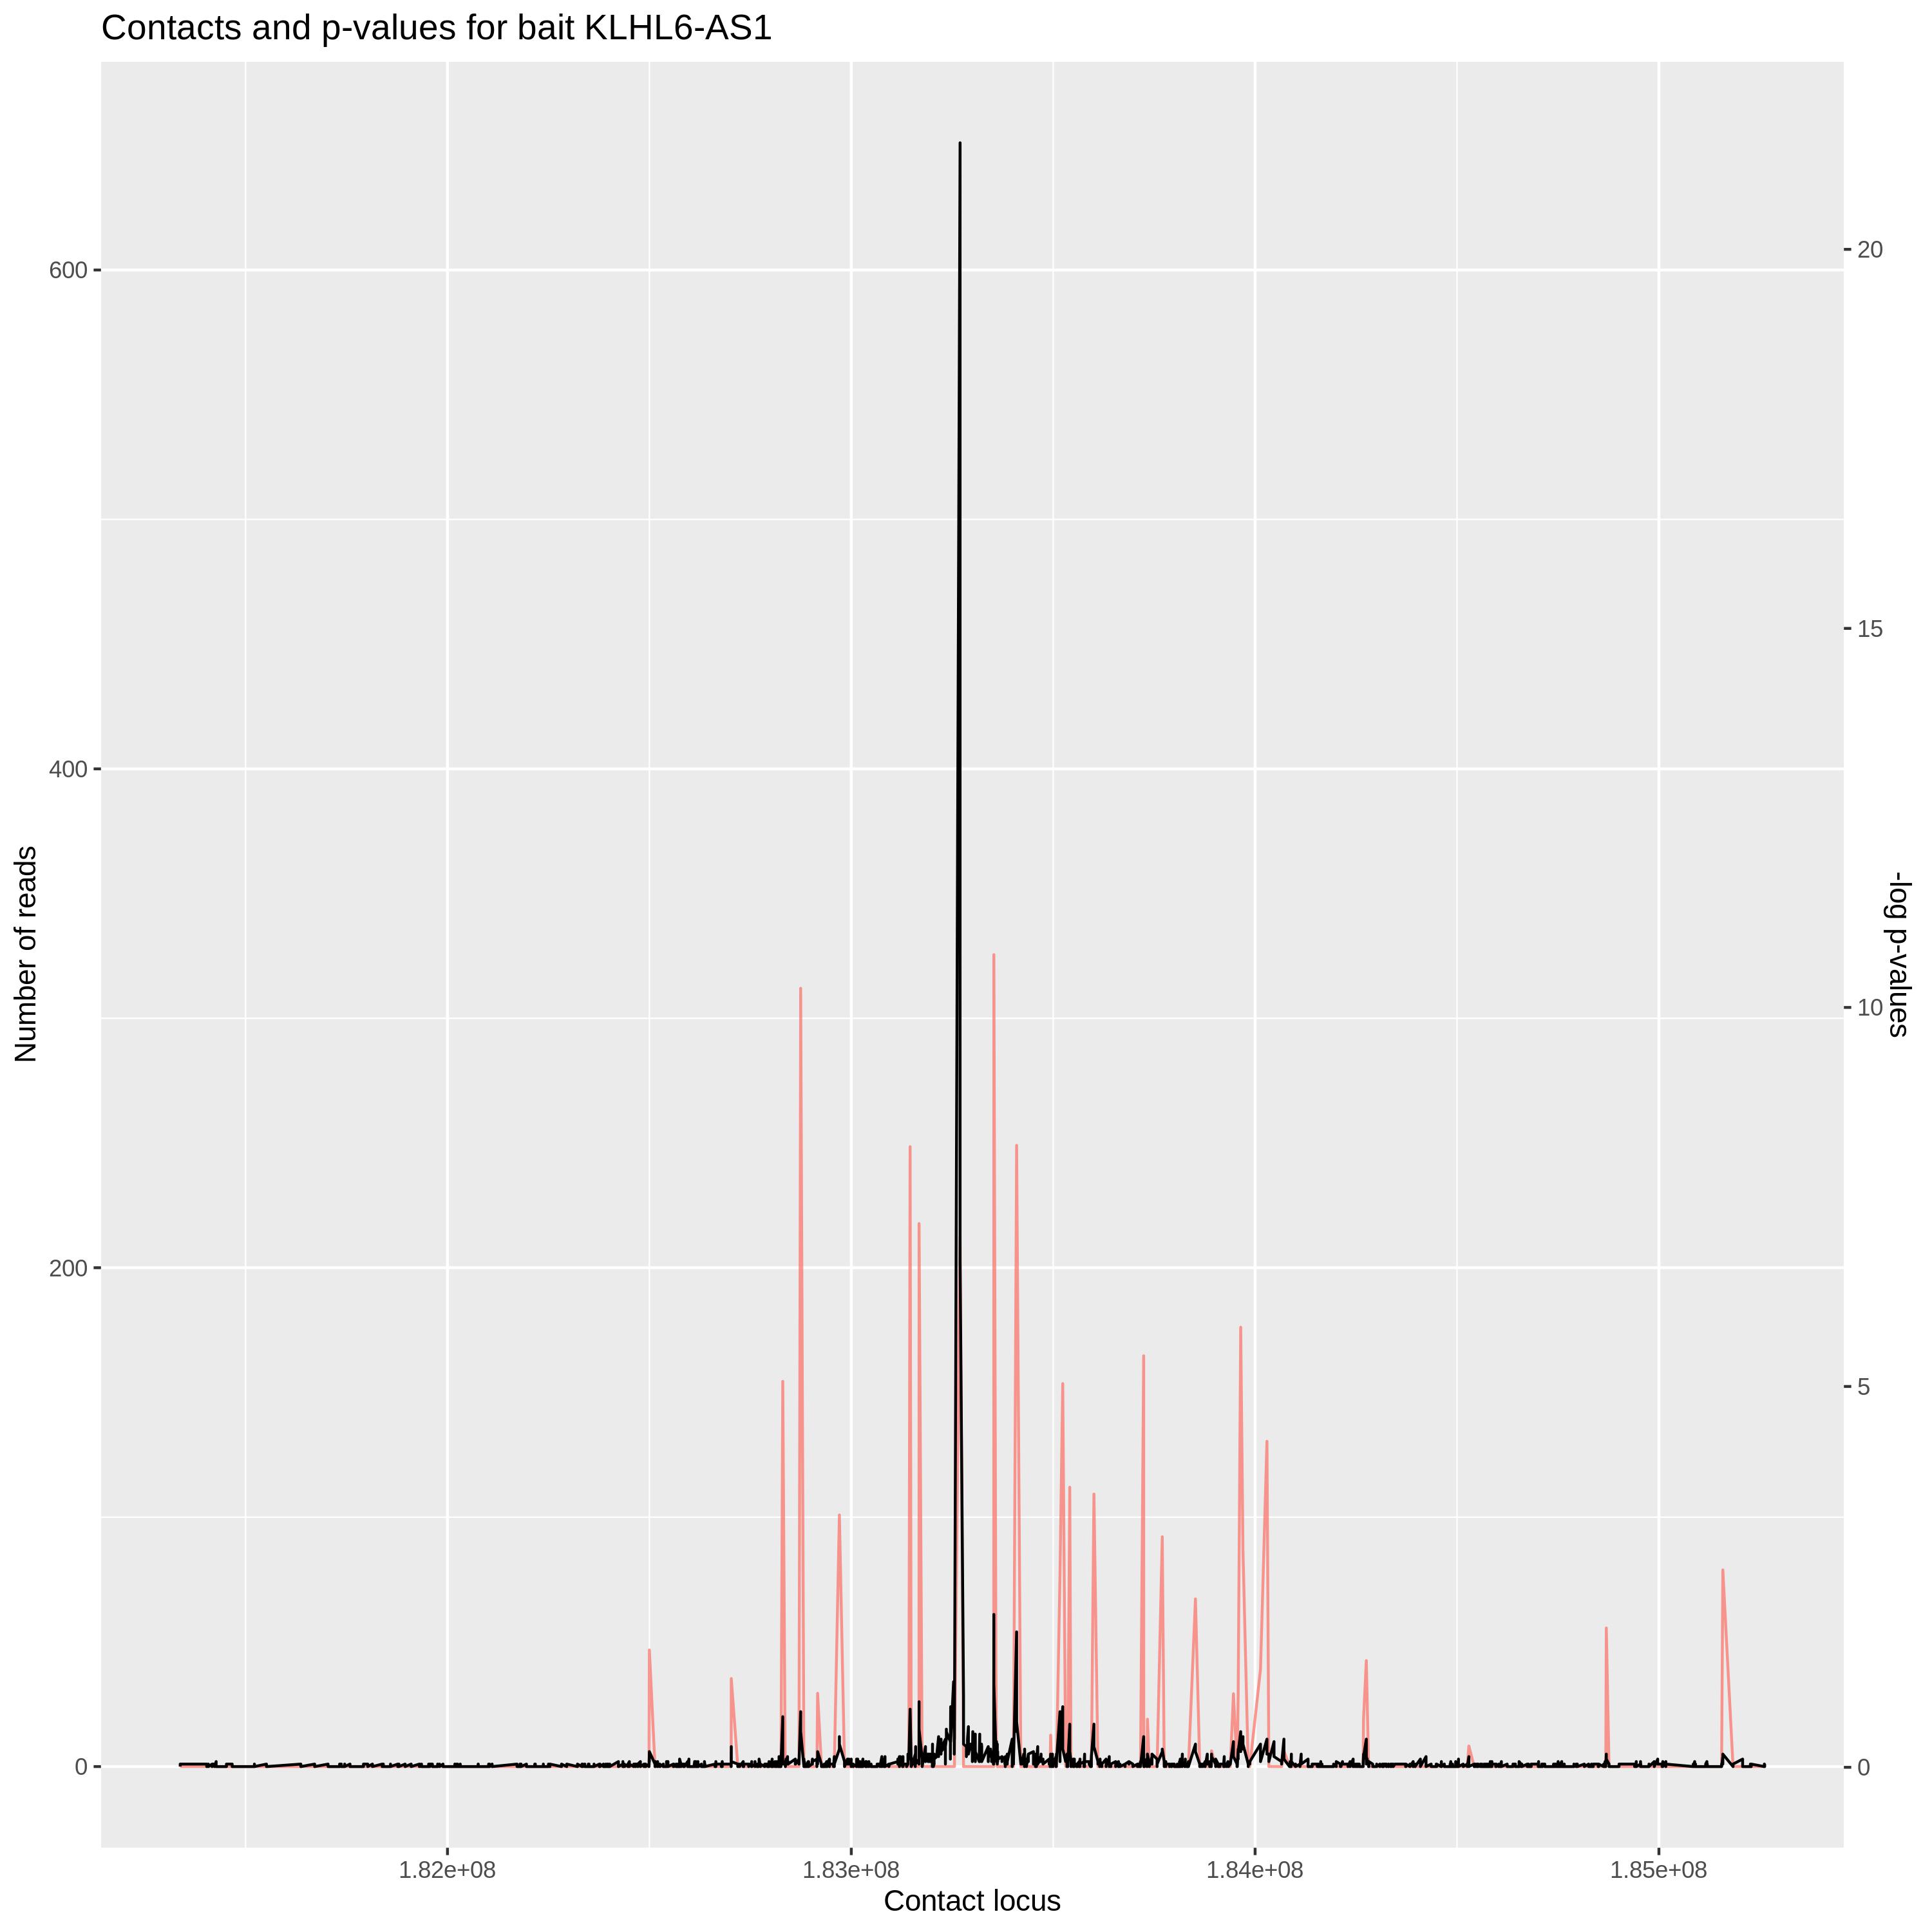 Contacts and p-values for bait KLHL6-AS1
600
400
200
0
Number of reads
20
15
10
5
0
-log p-values
1.82e+08
1.83e+08
1.84e+08
1.85e+08
Contact locus